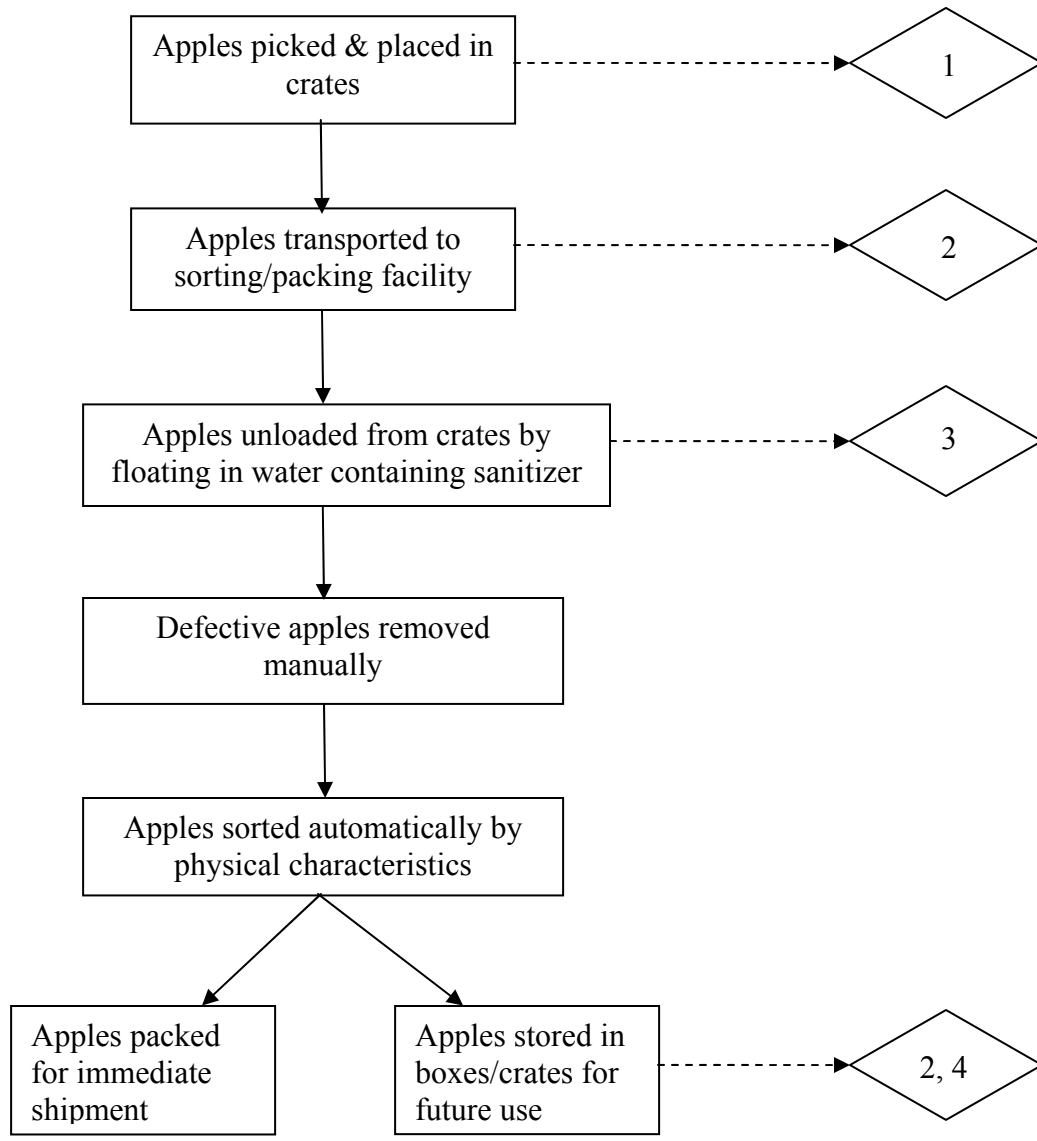 Apples picked & placed in
crates
1
Apples transported to
sorting/packing facility
2
Apples unloaded from crates by
floating in water containing sanitizer
3
Defective apples removed
manually
Apples sorted automatically by
physical characteristics
Apples packed
for immediate
shipment
Apples stored in
boxes/crates for
future use
2, 4